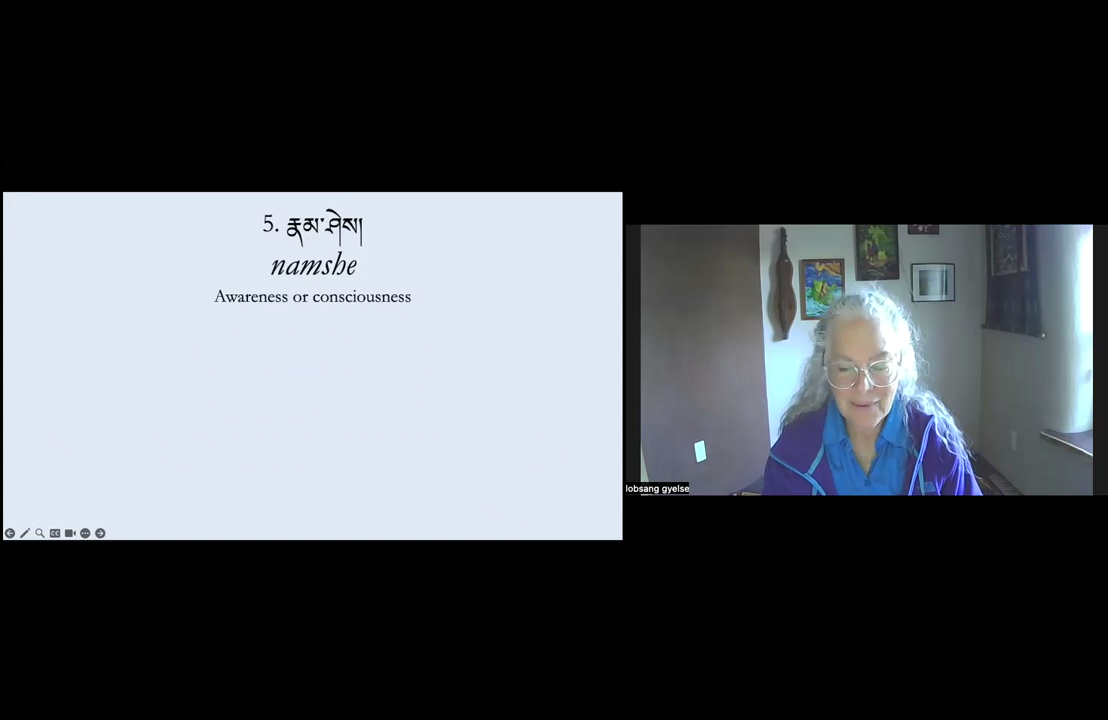 5. རྣམ་ཤེས།
namshe
Awareness or consciousness
lobsang gyelse